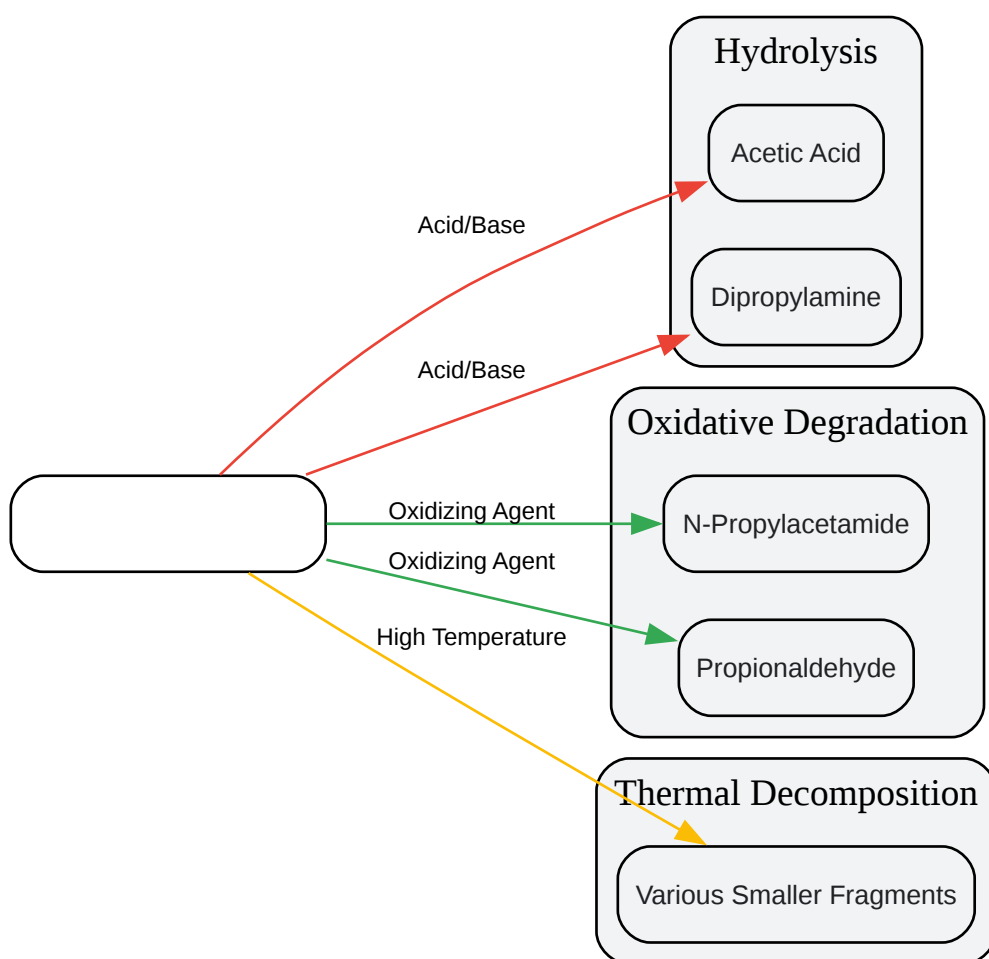 Hydrolysis
Acetic Acid
Acid/Base
Dipropylamine
Acid/Base
Oxidative Degradation
Oxidizing Agent
N-Propylacetamide
Oxidizing Agent
High Temperature
Propionaldehyde
Thermal Decomposition
Various Smaller Fragments